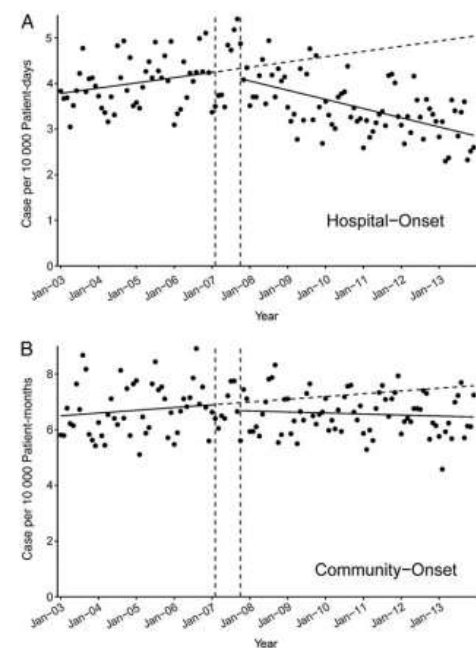 A
5
4
3
2
1
0
Case per 10 000 Patient-days
Hospital-Onset
Jan-03
Jan-04
Jan-05
Jan-06
Jan-07
Jan-08
Jan-09
Jan-10
Jan-11
Jan-12
Jan-13
Year
B
8
6
4
2
0
Case per 10 000 Patient-months
Community-Onset
Jan-03
Jan-04
Jan-05
Jan-06
Jan-07
Jan-08
Jan-09
Jan-10
Jan-11
Jan-12
Jan-13
Year